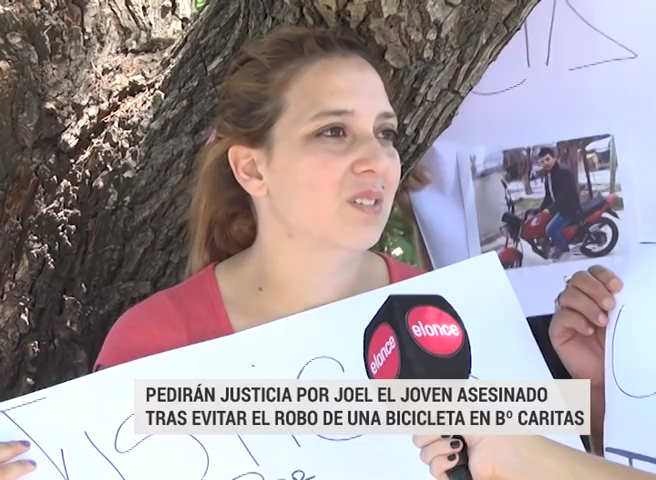 elonce
elonce
PEDIRÁN JUSTICIA POR JOEL EL JOVEN ASESINADO
TRAS EVITAR EL ROBO DE UNA BICICLETA EN Bº CARITAS